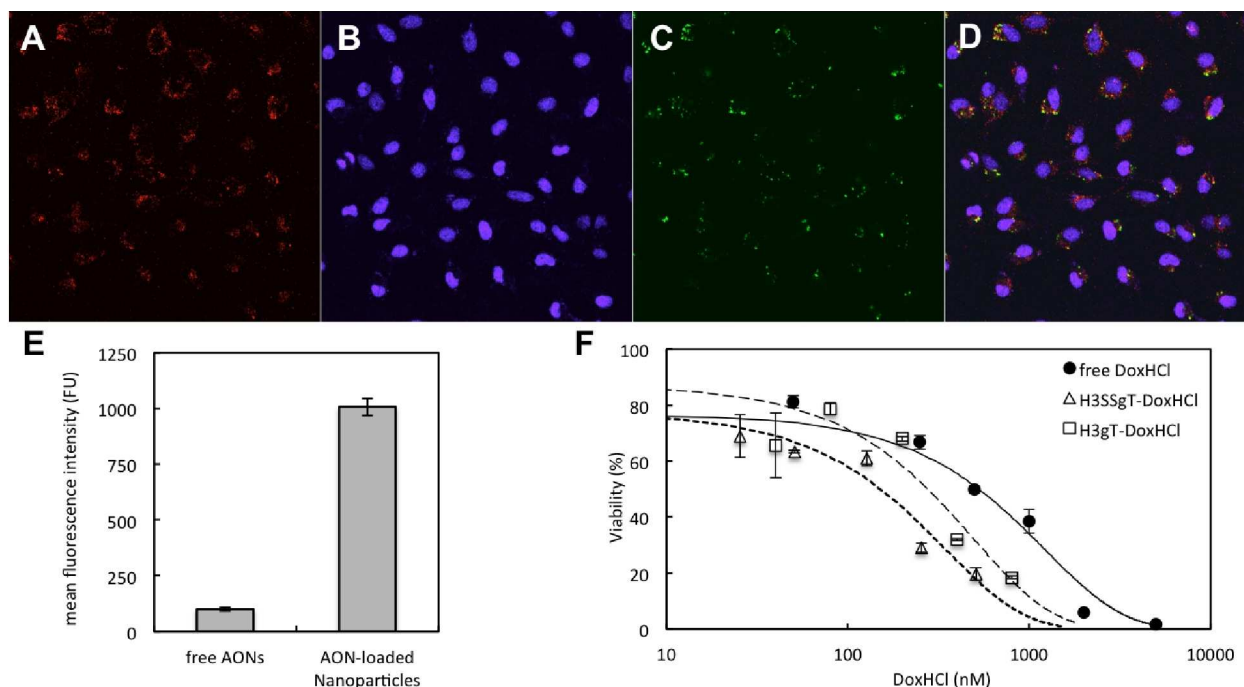 A B C D
E
mean fluorescence intensity (FU)
1250
1000
750
500
250
0
free AONs
AON-loaded
Nanoparticles
F
Viability (%)
100
80
60
40
20
0
10 100 1000 10000
DoxHCl (nM)
free DoxHCl
H3SSgT-DoxHCl
H3gT-DoxHCl